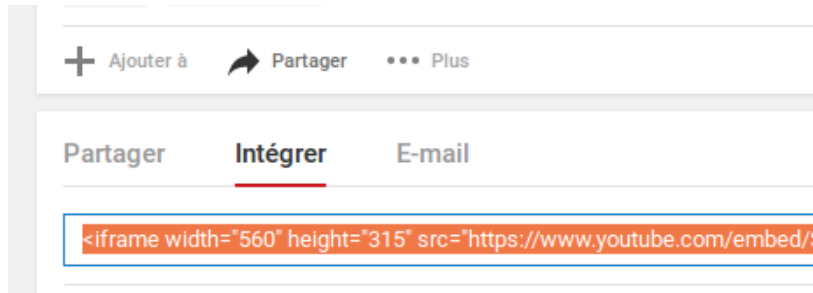 Ajouter à Partager Plus
Partager Intégrer E-mail
<iframe width="560" height="315" src="https://www.youtube.com/embed/